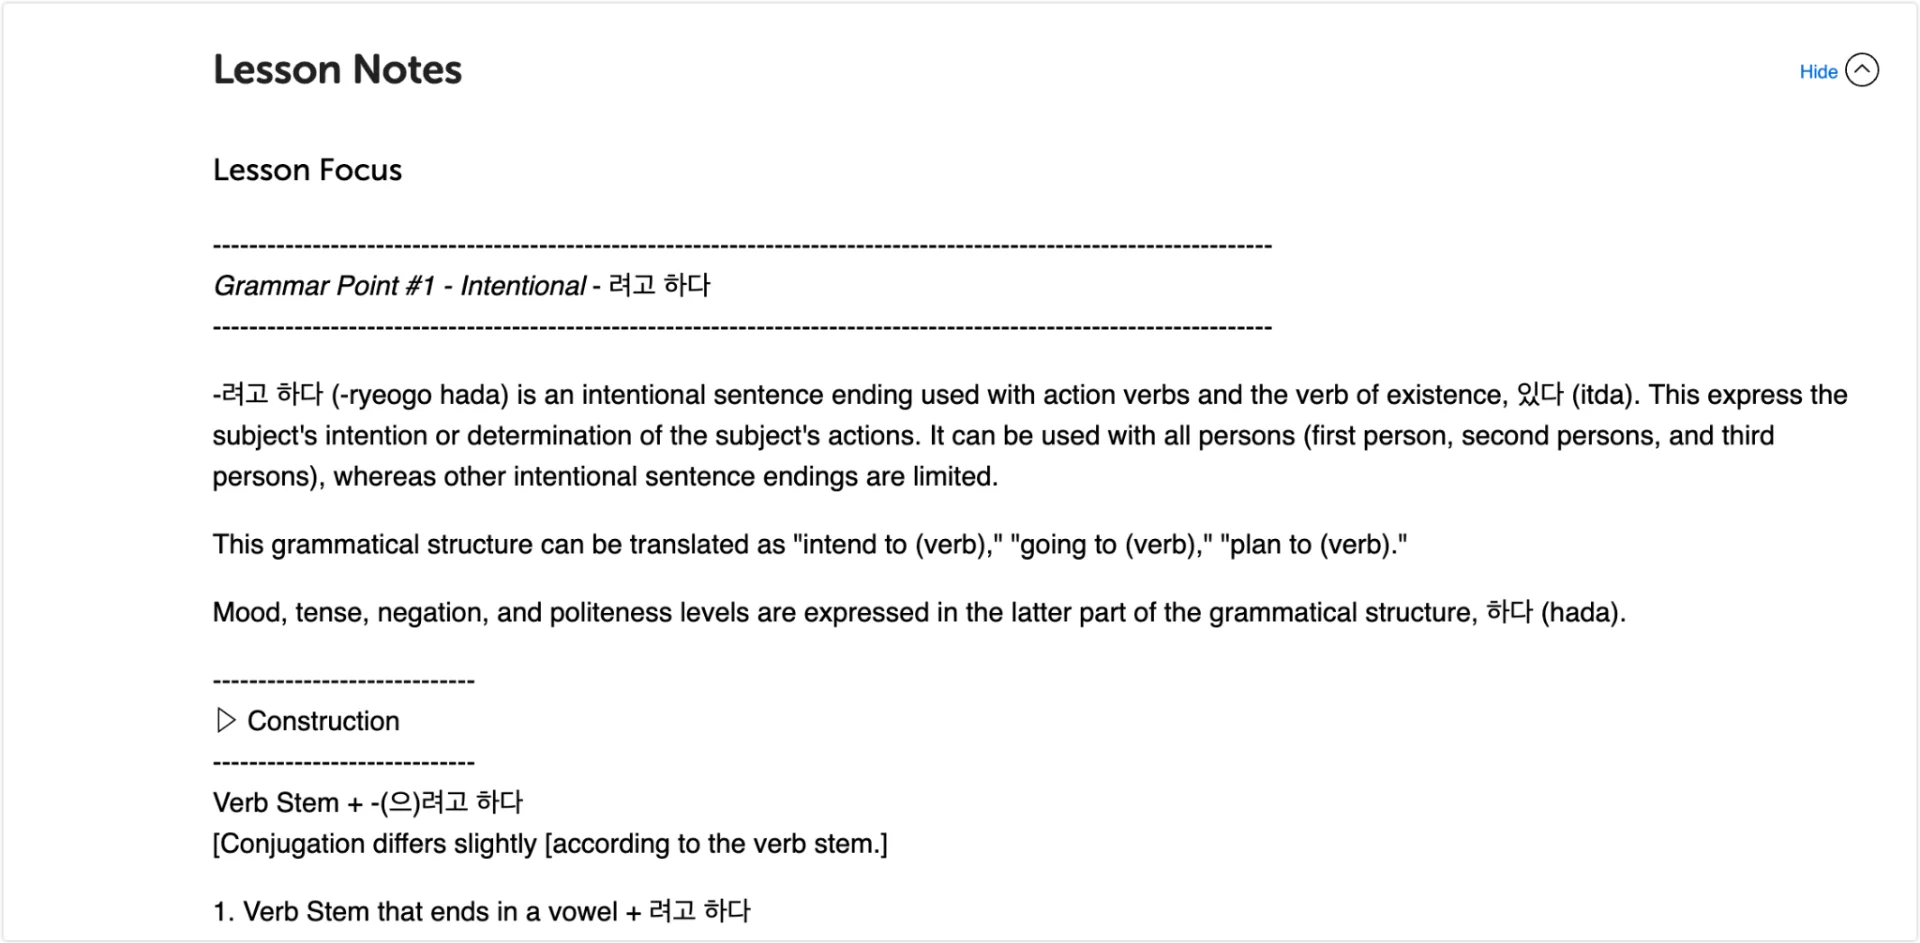 Lesson Notes
Hide
Lesson Focus
--------------------------------------------------------------------------------------------------------------------
Grammar Point #1 - Intentional - 려고 하다
--------------------------------------------------------------------------------------------------------------------
-려고 하다 (-ryeogo hada) is an intentional sentence ending used with action verbs and the verb of existence, 있다 (itda). This express the
subject's intention or determination of the subject's actions. It can be used with all persons (first person, second persons, and third
persons), whereas other intentional sentence endings are limited.
This grammatical structure can be translated as "intend to (verb)," "going to (verb)," "plan to (verb)."
Mood, tense, negation, and politeness levels are expressed in the latter part of the grammatical structure, 하다 (hada).
-----------------------------
▷ Construction
-----------------------------
Verb Stem + -(으)려고 하다
[Conjugation differs slightly [according to the verb stem.]
1. Verb Stem that ends in a vowel + 려고 하다